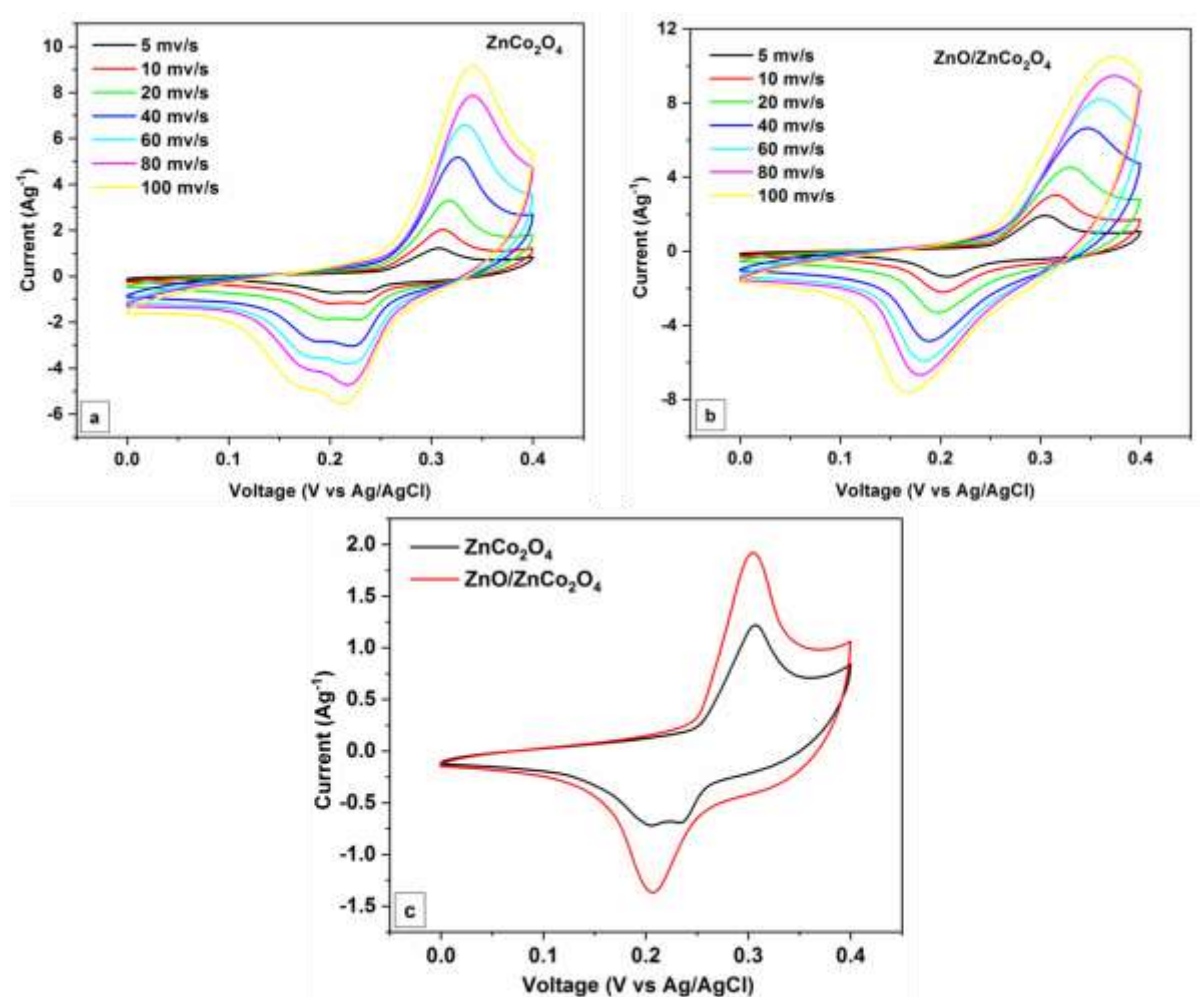 ZnCo₂O₄
5 mv/s
10 mv/s
20 mv/s
40 mv/s
60 mv/s
80 mv/s
100 mv/s
10
8
6
4
2
0
-2
-4
-6
Current (Ag⁻¹)
a
0.0 0.1 0.2 0.3 0.4 0.5
Voltage (V vs Ag/AgCl)
ZnO/ZnCo₂O₄
5 mv/s
10 mv/s
20 mv/s
40 mv/s
60 mv/s
80 mv/s
100 mv/s
12
8
4
0
-4
-8
Current (Ag⁻¹)
b
0.0 0.1 0.2 0.3 0.4
Voltage (V vs Ag/AgCl)
ZnCo₂O₄
ZnO/ZnCo₂O₄
2.0
1.5
1.0
0.5
0.0
-0.5
-1.0
-1.5
Current (Ag⁻¹)
c
0.0 0.1 0.2 0.3 0.4
Voltage (V vs Ag/AgCl)